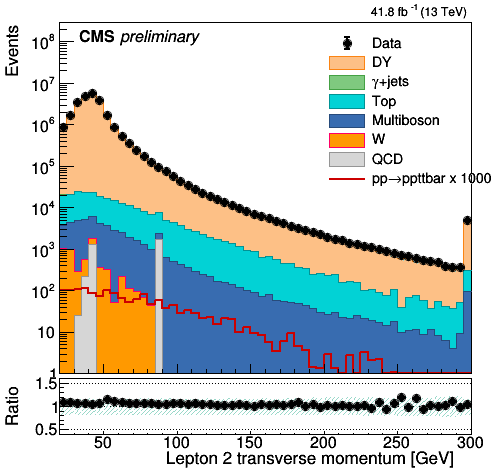 41.8 fb⁻¹ (13 TeV)
CMS preliminary
Events
10⁸
10⁷
10⁶
10⁵
10⁴
10³
10²
10
1
Data
DY
γ+jets
Top
Multiboson
W
QCD
pp→ppttbar x 1000
Ratio
1.5
1
0.5
50 100 150 200 250 300
Lepton 2 transverse momentum [GeV]